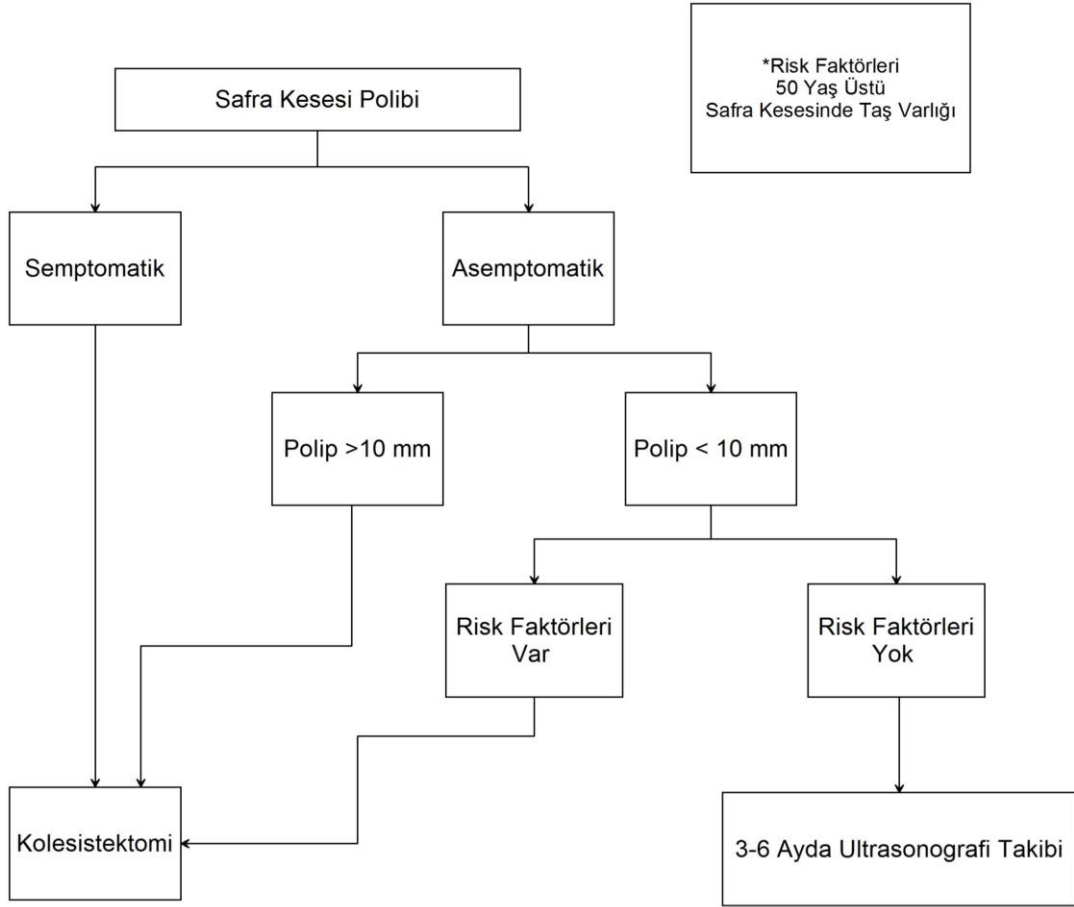 *Risk Faktörleri
50 Yaş Üstü
Safra Kesesinde Taş Varlığı
Safra Kesesi Polibi
Semptomatik
Asemptomatik
Polip >10 mm
Polip < 10 mm
Risk Faktörleri
Var
Risk Faktörleri
Yok
Kolesistektomi
3-6 Ayda Ultrasonografi Takibi